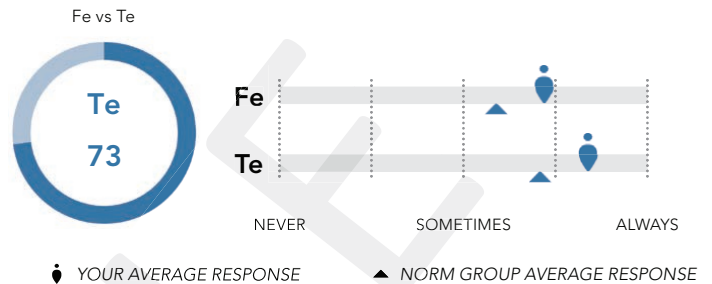 Fe vs Te
Te
73
Fe
Te
NEVER SOMETIMES ALWAYS
YOUR AVERAGE RESPONSE NORM GROUP AVERAGE RESPONSE